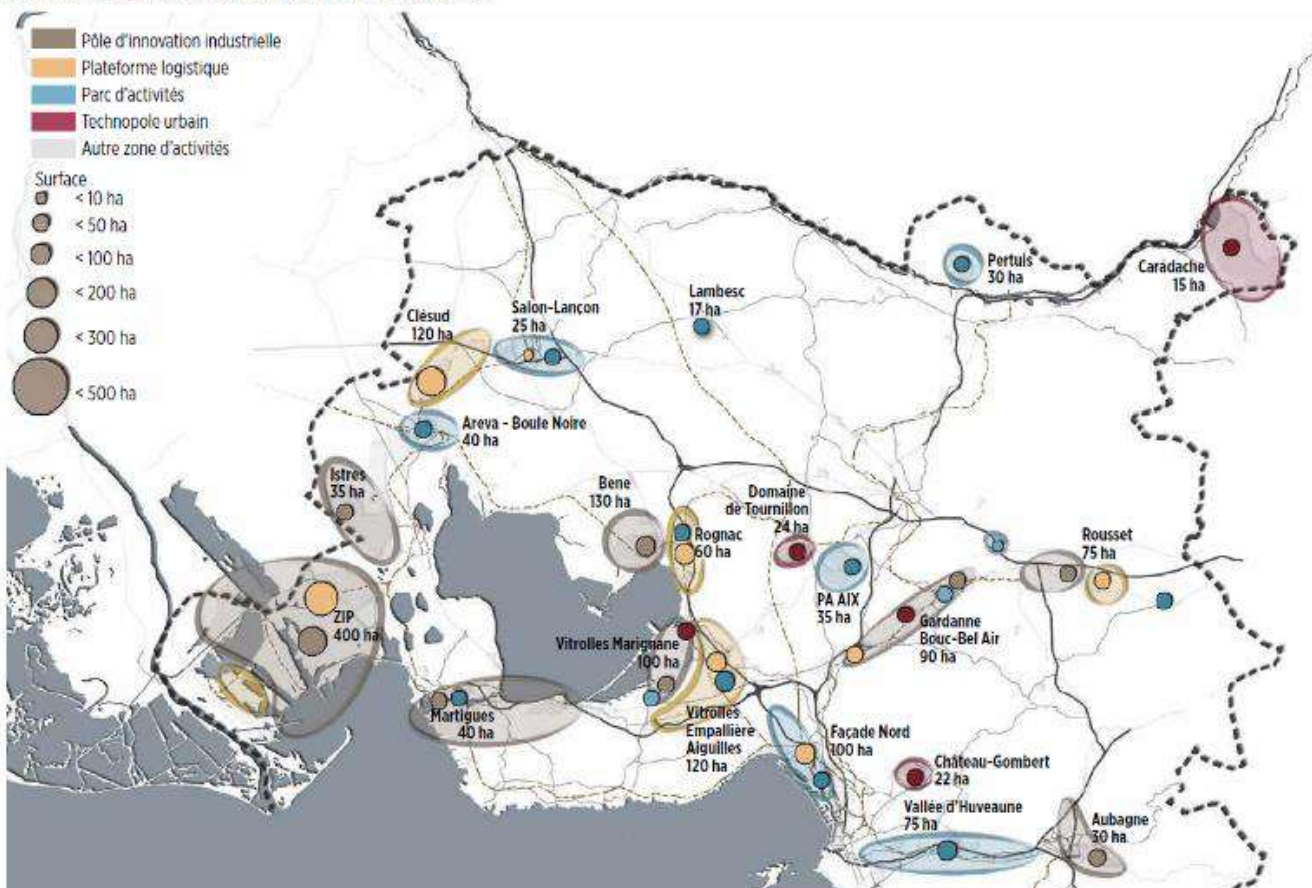 Pôle d'innovation industrielle
Plateforme logistique
Parc d'activités
Technopole urbain
Autre zone d'activités
Surface
< 10 ha
< 50 ha
< 100 ha
< 200 ha
< 300 ha
< 500 ha
Pertuis
30 ha
Caradache
15 ha
Lambesc
17 ha
Clésud
120 ha
Salon-Lançon
25 ha
Areva - Boule Noire
40 ha
Istres
35 ha
Bene
130 ha
Rognac
60 ha
Domaine
de Tournillon
24 ha
PA AIX
35 ha
Rousset
75 ha
ZIP
400 ha
Vitrolles Marignane
100 ha
Gardanne
Bouc-Bel Air
90 ha
Martigues
40 ha
Vitrolles
Empallière
Aiguilles
120 ha
Façade Nord
100 ha
Château-Gombert
22 ha
Vallée d'Huveaune
75 ha
Aubagne
30 ha